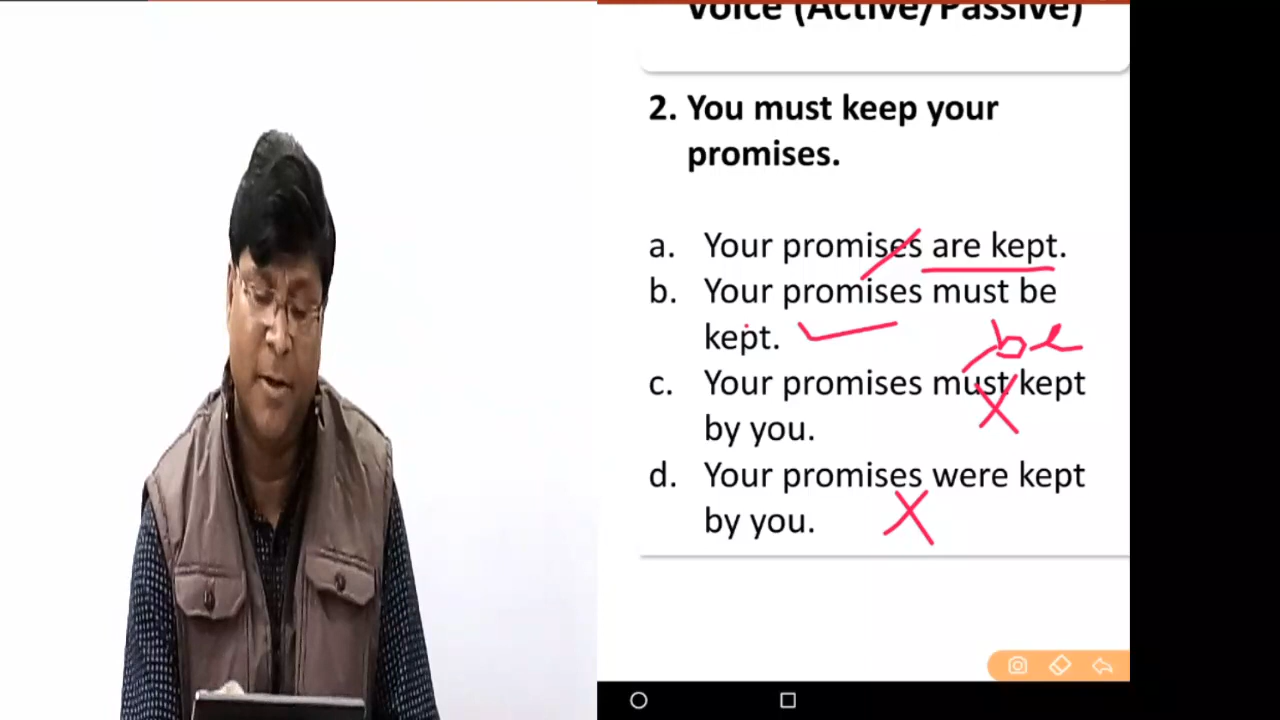 Voice (Active/Passive)
2. You must keep your
promises.
a. Your promises are kept.
b. Your promises must be
kept.
be
c. Your promises must kept
by you.
d. Your promises were kept
by you.